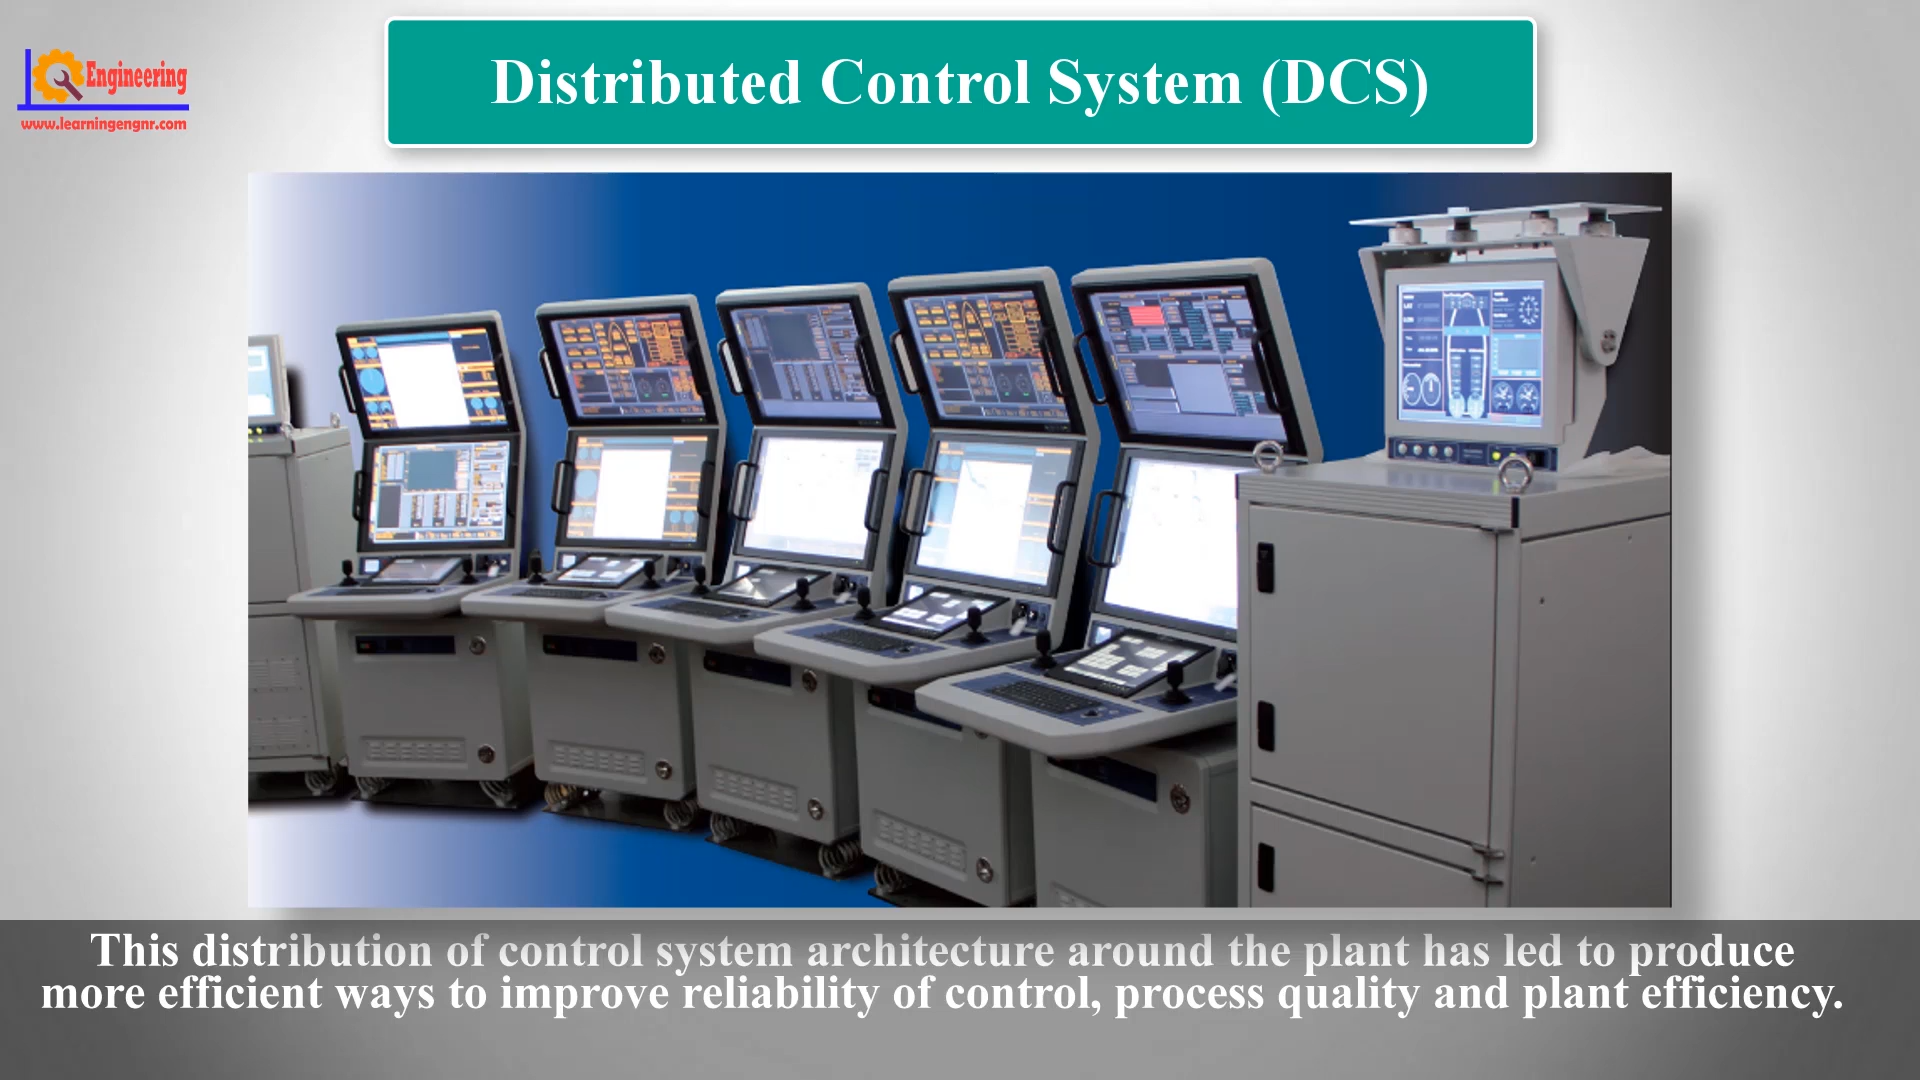 Distributed Control System (DCS)
Engineering
www.learningengnr.com
This distribution of control system architecture around the plant has led to produce
more efficient ways to improve reliability of control, process quality and plant efficiency.